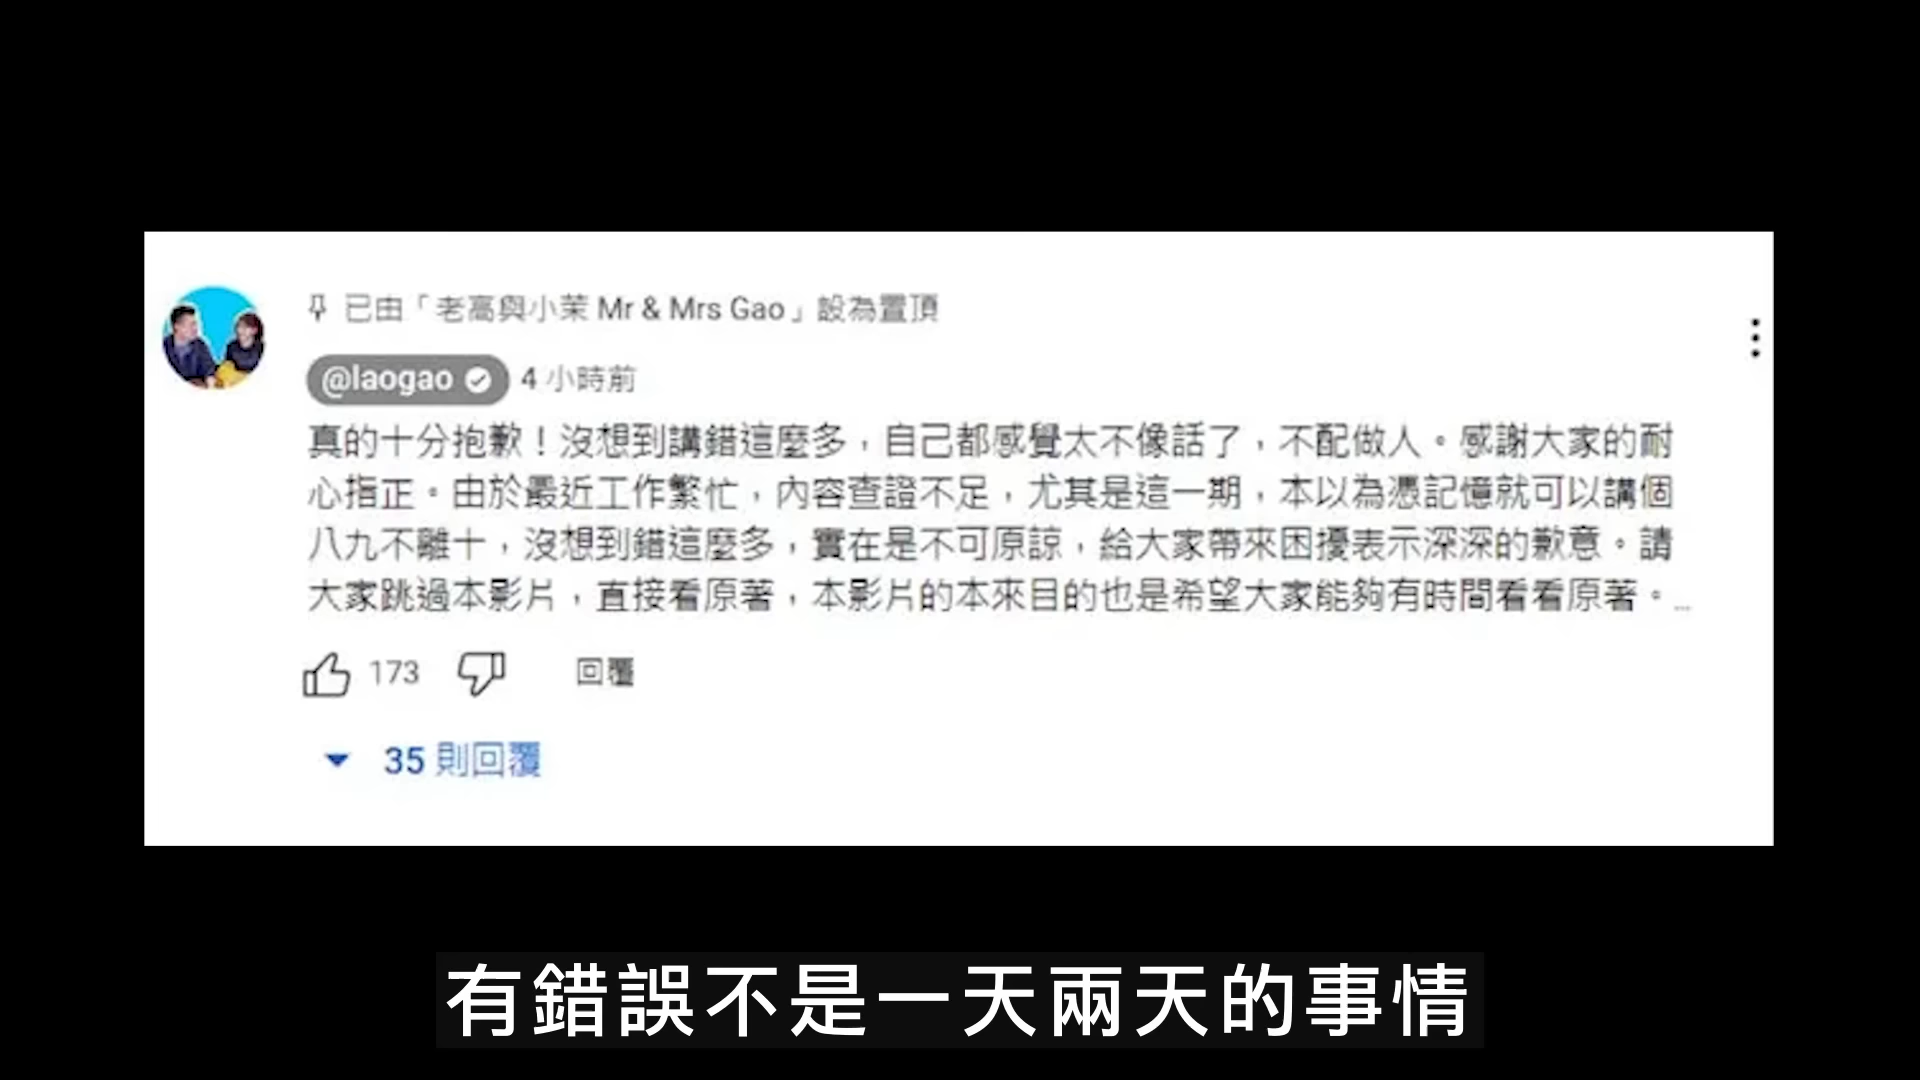 已由「老高與小茉 Mr & Mrs Gao」設為置頂
@laogao 4 小時前
真的十分抱歉！沒想到講錯這麼多，自己都感覺太不像話了，不配做人。感謝大家的耐
心指正。由於最近工作繁忙，內容查證不足，尤其是這一期，本以為憑記憶就可以講個
八九不離十，沒想到錯這麼多，實在是不可原諒，給大家帶來困擾表示深深的歉意。請
大家跳過本影片，直接看原著，本影片的本來目的也是希望大家能夠有時間看看原著。...
173 回覆
35 則回覆
有錯誤不是一天兩天的事情